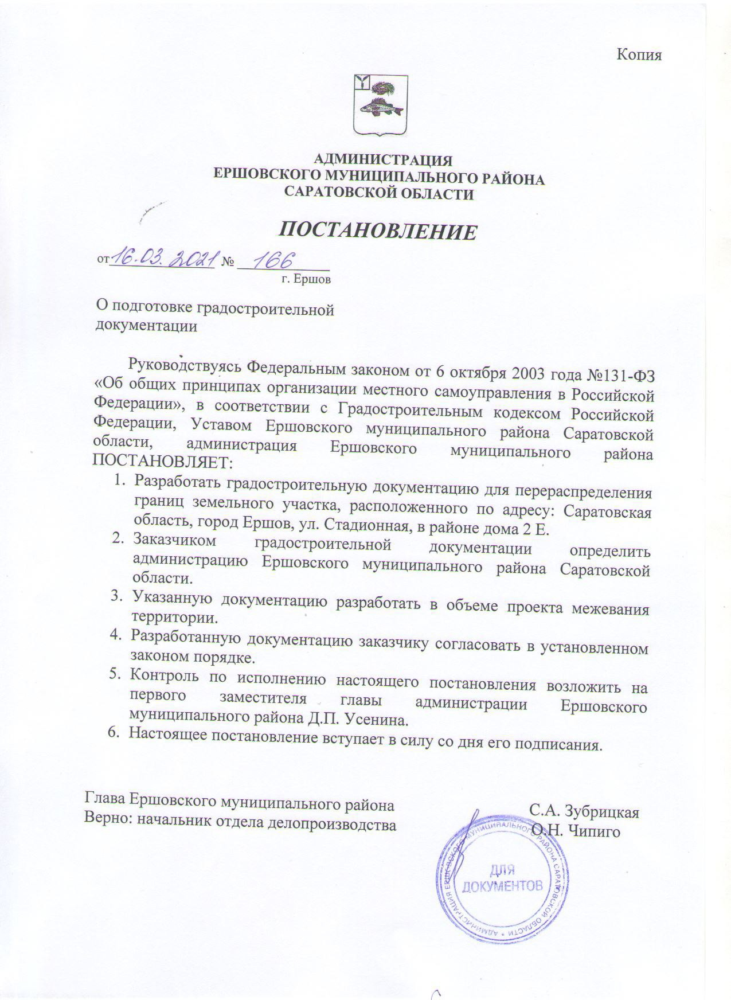 Копия
АДМИНИСТРАЦИЯ
ЕРШОВСКОГО МУНИЦИПАЛЬНОГО РАЙОНА
САРАТОВСКОЙ ОБЛАСТИ
ПОСТАНОВЛЕНИЕ
от 16.03.2021 № 166
г. Ершов
О подготовке градостроительной
документации
Руководствуясь Федеральным законом от 6 октября 2003 года №131-ФЗ
«Об общих принципах организации местного самоуправления в Российской
Федерации», в соответствии с Градостроительным кодексом Российской
Федерации, Уставом Ершовского муниципального района Саратовской
области, администрация Ершовского муниципального района
ПОСТАНОВЛЯЕТ:
1. Разработать градостроительную документацию для перераспределения
границ земельного участка, расположенного по адресу: Саратовская
область, город Ершов, ул. Стадионная, в районе дома 2 Е.
2. Заказчиком градостроительной документации определить
администрацию Ершовского муниципального района Саратовской
области.
3. Указанную документацию разработать в объеме проекта межевания
территории.
4. Разработанную документацию заказчику согласовать в установленном
законом порядке.
5. Контроль по исполнению настоящего постановления возложить на
первого заместителя главы администрации Ершовского
муниципального района Д.П. Усенина.
6. Настоящее постановление вступает в силу со дня его подписания.
Глава Ершовского муниципального района С.А. Зубрицкая
Верно: начальник отдела делопроизводства О.Н. Чипиго
АДМИНИСТРАЦИЯ ЕРШОВСКОГО МУНИЦИПАЛЬНОГО РАЙОНА САРАТОВСКОЙ ОБЛАСТИ *
ДЛЯ
ДОКУМЕНТОВ